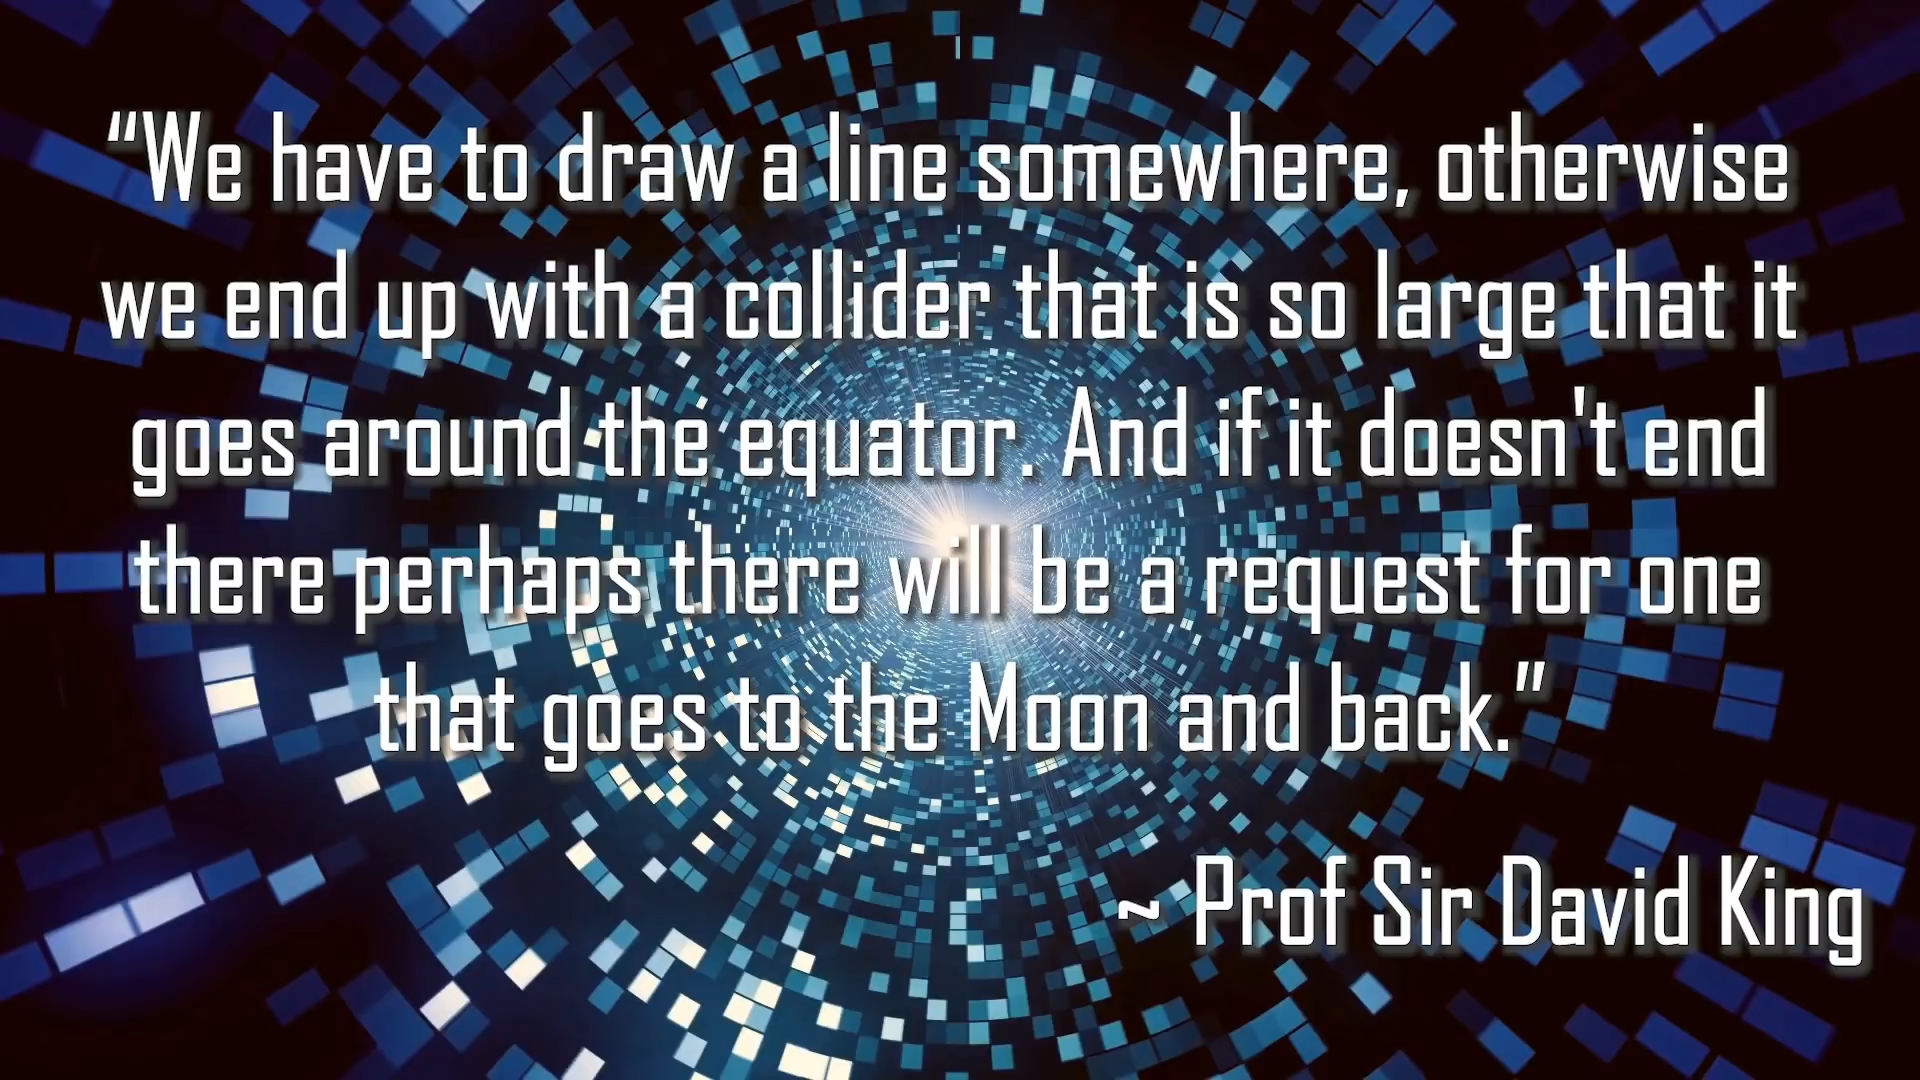 “We have to draw a line somewhere, otherwise
we end up with a collider that is so large that it
goes around the equator. And if it doesn't end
there perhaps there will be a request for one
that goes to the Moon and back.”
~ Prof Sir David King